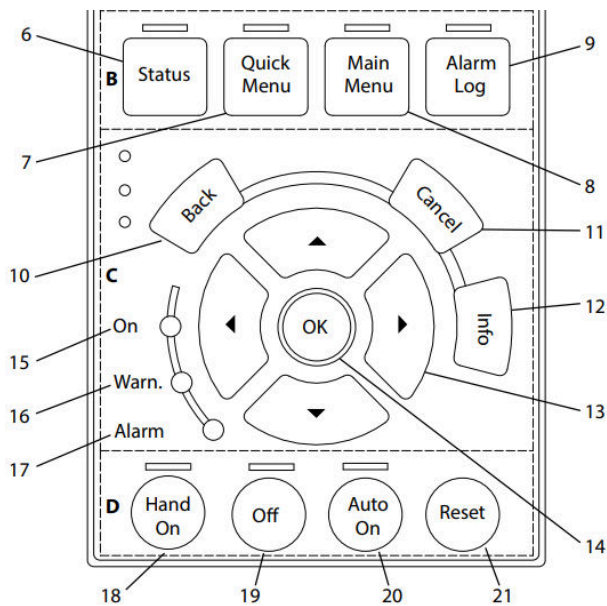 6
9
B
Status
Quick
Menu
Main
Menu
Alarm
Log
7
8
Back
Cancel
10
11
C
12
OK
Info
On
15
Warn.
16
13
Alarm
17
D
Hand
On
Off
Auto
On
Reset
14
18
19
20
21